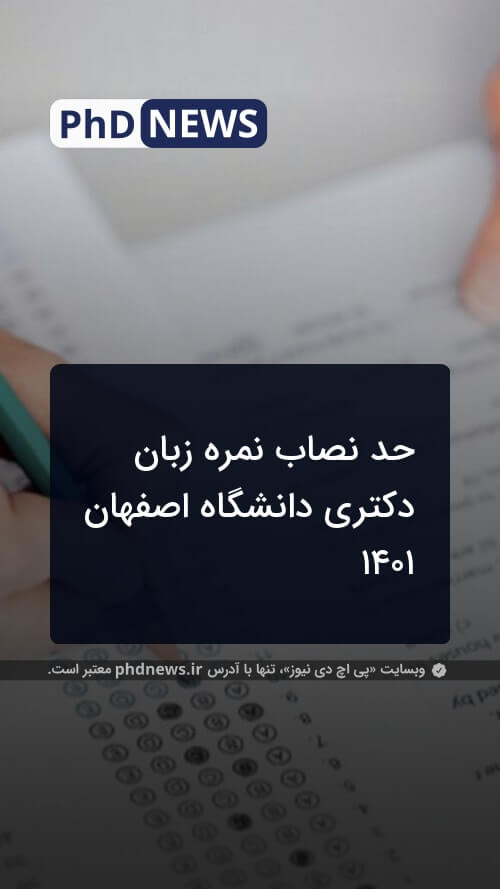 PhD NEWS
حد نصاب نمره زبان
دکتری دانشگاه اصفهان
۱۴۰۱
وبسایت «پی اچ دی نیوز»، تنها با آدرس phdnews.ir معتبر است.